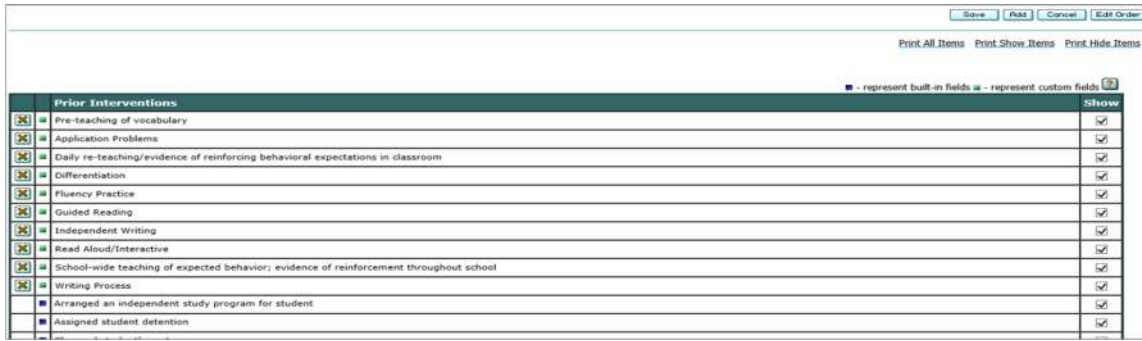 Save Add Cancel Edit Order
Print All Items Print Show Items Print Hide Items
- represent built-in fields - represent custom fields ?
Prior Interventions Show
Pre-teaching of vocabulary
Application Problems
Daily re-teaching/evidence of reinforcing behavioral expectations in classroom
Differentiation
Fluency Practice
Guided Reading
Independent Writing
Read Aloud/Interactive
School-wide teaching of expected behavior; evidence of reinforcement throughout school
Writing Process
Arranged an independent study program for student
Assigned student detention